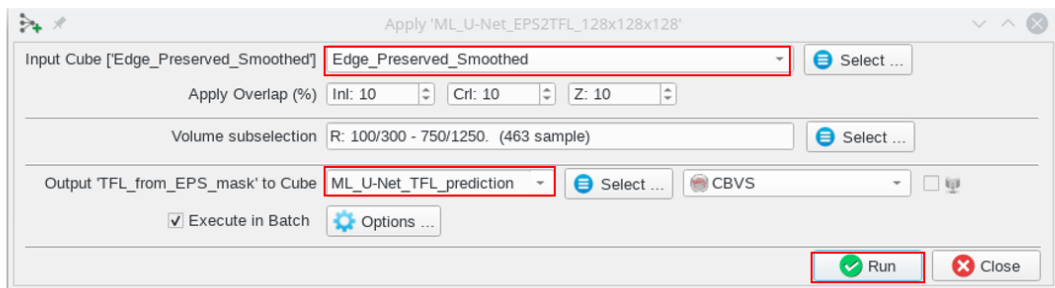 Apply 'ML_U-Net_EPS2TFL_128x128x128'
Input Cube ['Edge_Preserved_Smoothed'] Edge_Preserved_Smoothed Select ...
Apply Overlap (%) Inl: 10 Crl: 10 Z: 10
Volume subselection R: 100/300 - 750/1250. (463 sample) Select ...
Output 'TFL_from_EPS_mask' to Cube ML_U-Net_TFL_prediction Select ... CBVS
Execute in Batch Options ...
Run Close